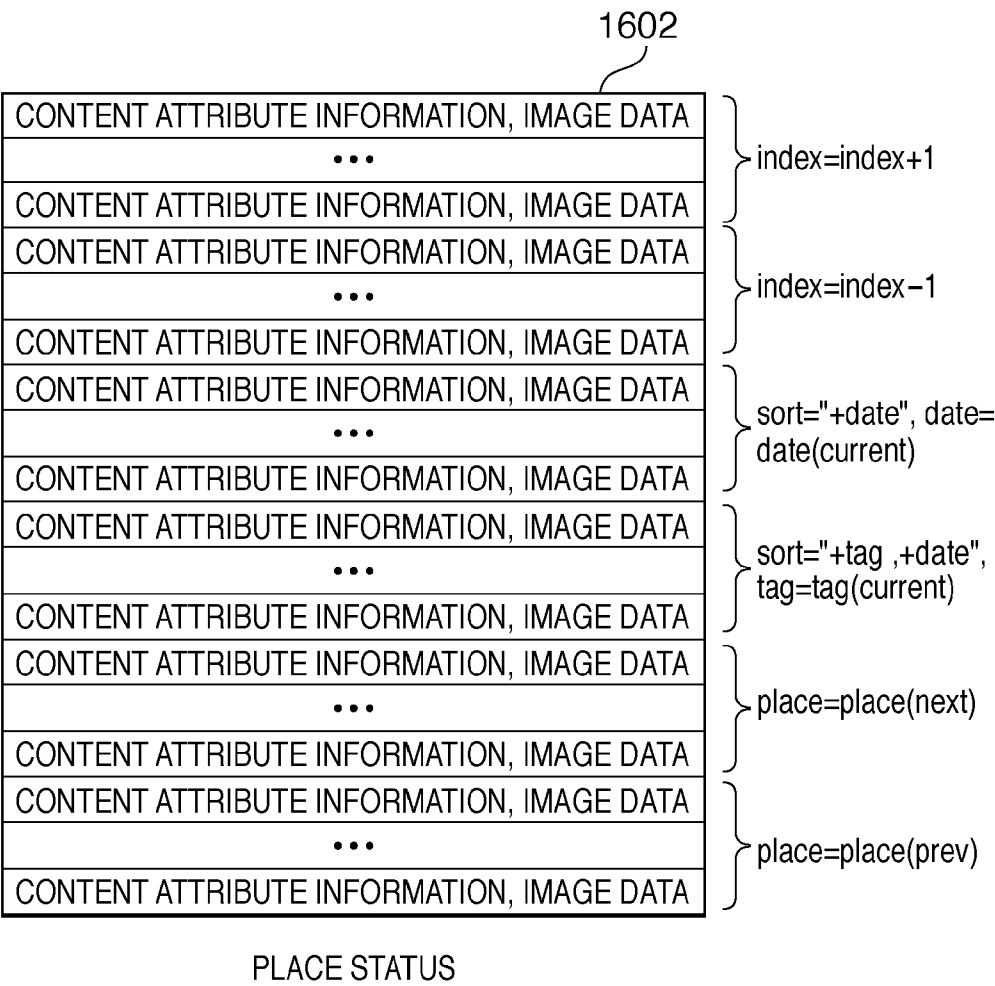 1602
CONTENT ATTRIBUTE INFORMATION, IMAGE DATA
•••
index=index+1
CONTENT ATTRIBUTE INFORMATION, IMAGE DATA
CONTENT ATTRIBUTE INFORMATION, IMAGE DATA
•••
index=index−1
CONTENT ATTRIBUTE INFORMATION, IMAGE DATA
CONTENT ATTRIBUTE INFORMATION, IMAGE DATA
•••
sort="+date", date=
date(current)
CONTENT ATTRIBUTE INFORMATION, IMAGE DATA
CONTENT ATTRIBUTE INFORMATION, IMAGE DATA
•••
sort="+tag ,+date",
tag=tag(current)
CONTENT ATTRIBUTE INFORMATION, IMAGE DATA
CONTENT ATTRIBUTE INFORMATION, IMAGE DATA
•••
place=place(next)
CONTENT ATTRIBUTE INFORMATION, IMAGE DATA
CONTENT ATTRIBUTE INFORMATION, IMAGE DATA
•••
place=place(prev)
CONTENT ATTRIBUTE INFORMATION, IMAGE DATA
PLACE STATUS